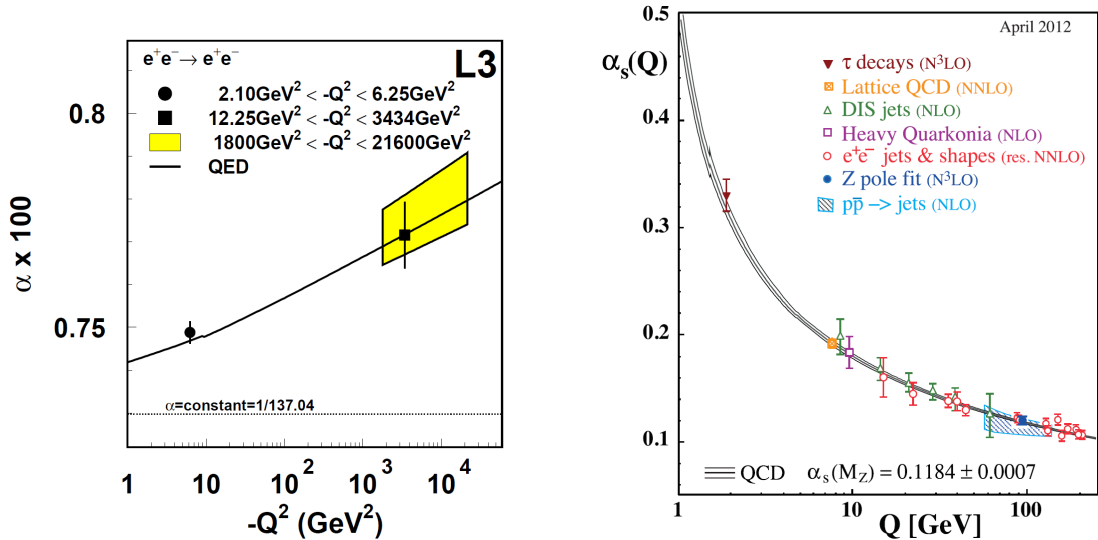 e⁺e⁻→e⁺e⁻
L3
2.10GeV² < -Q² < 6.25GeV²
12.25GeV² < -Q² < 3434GeV²
1800GeV² < -Q² < 21600GeV²
QED
0.8
0.75
α x 100
α=constant=1/137.04
1 10 10² 10³ 10⁴
-Q² (GeV²)
0.5
April 2012
αₛ(Q)
τ decays (N³LO)
Lattice QCD (NNLO)
DIS jets (NLO)
Heavy Quarkonia (NLO)
e⁺e⁻ jets & shapes (res. NNLO)
Z pole fit (N³LO)
pp̅ –> jets (NLO)
0.4
0.3
0.2
0.1
QCD αₛ(M_Z) = 0.1184 ± 0.0007
1 10 100
Q [GeV]